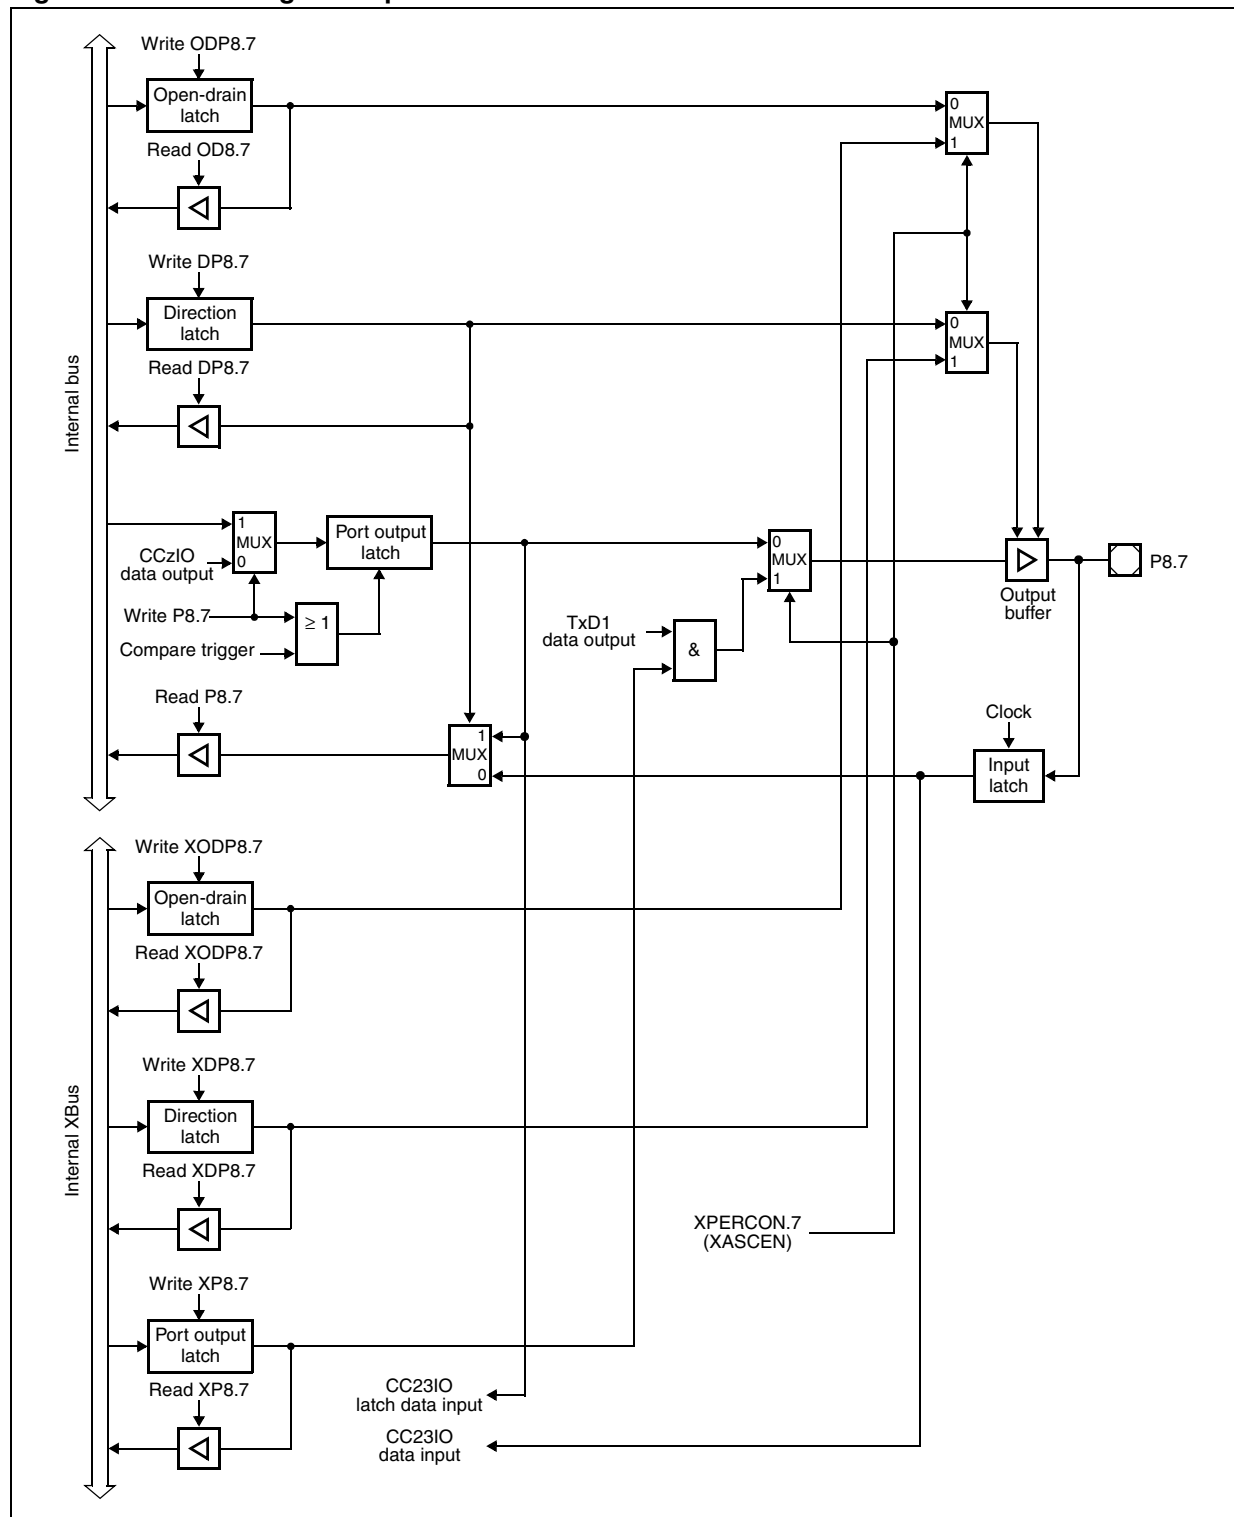 Write ODP8.7
Open-drain
latch
Read OD8.7
0
MUX
1
Write DP8.7
Direction
latch
Read DP8.7
0
MUX
1
Internal bus
1
MUX
0
CCzIO
data output
Port output
latch
Write P8.7
≥ 1
Compare trigger
0
MUX
1
TxD1
data output
&
Output
buffer
P8.7
Read P8.7
1
MUX
0
Clock
Input
latch
Write XODP8.7
Open-drain
latch
Read XODP8.7
Write XDP8.7
Direction
latch
Read XDP8.7
Internal XBus
XPERCON.7
(XASCEN)
Write XP8.7
Port output
latch
Read XP8.7
CC23IO
latch data input
CC23IO
data input